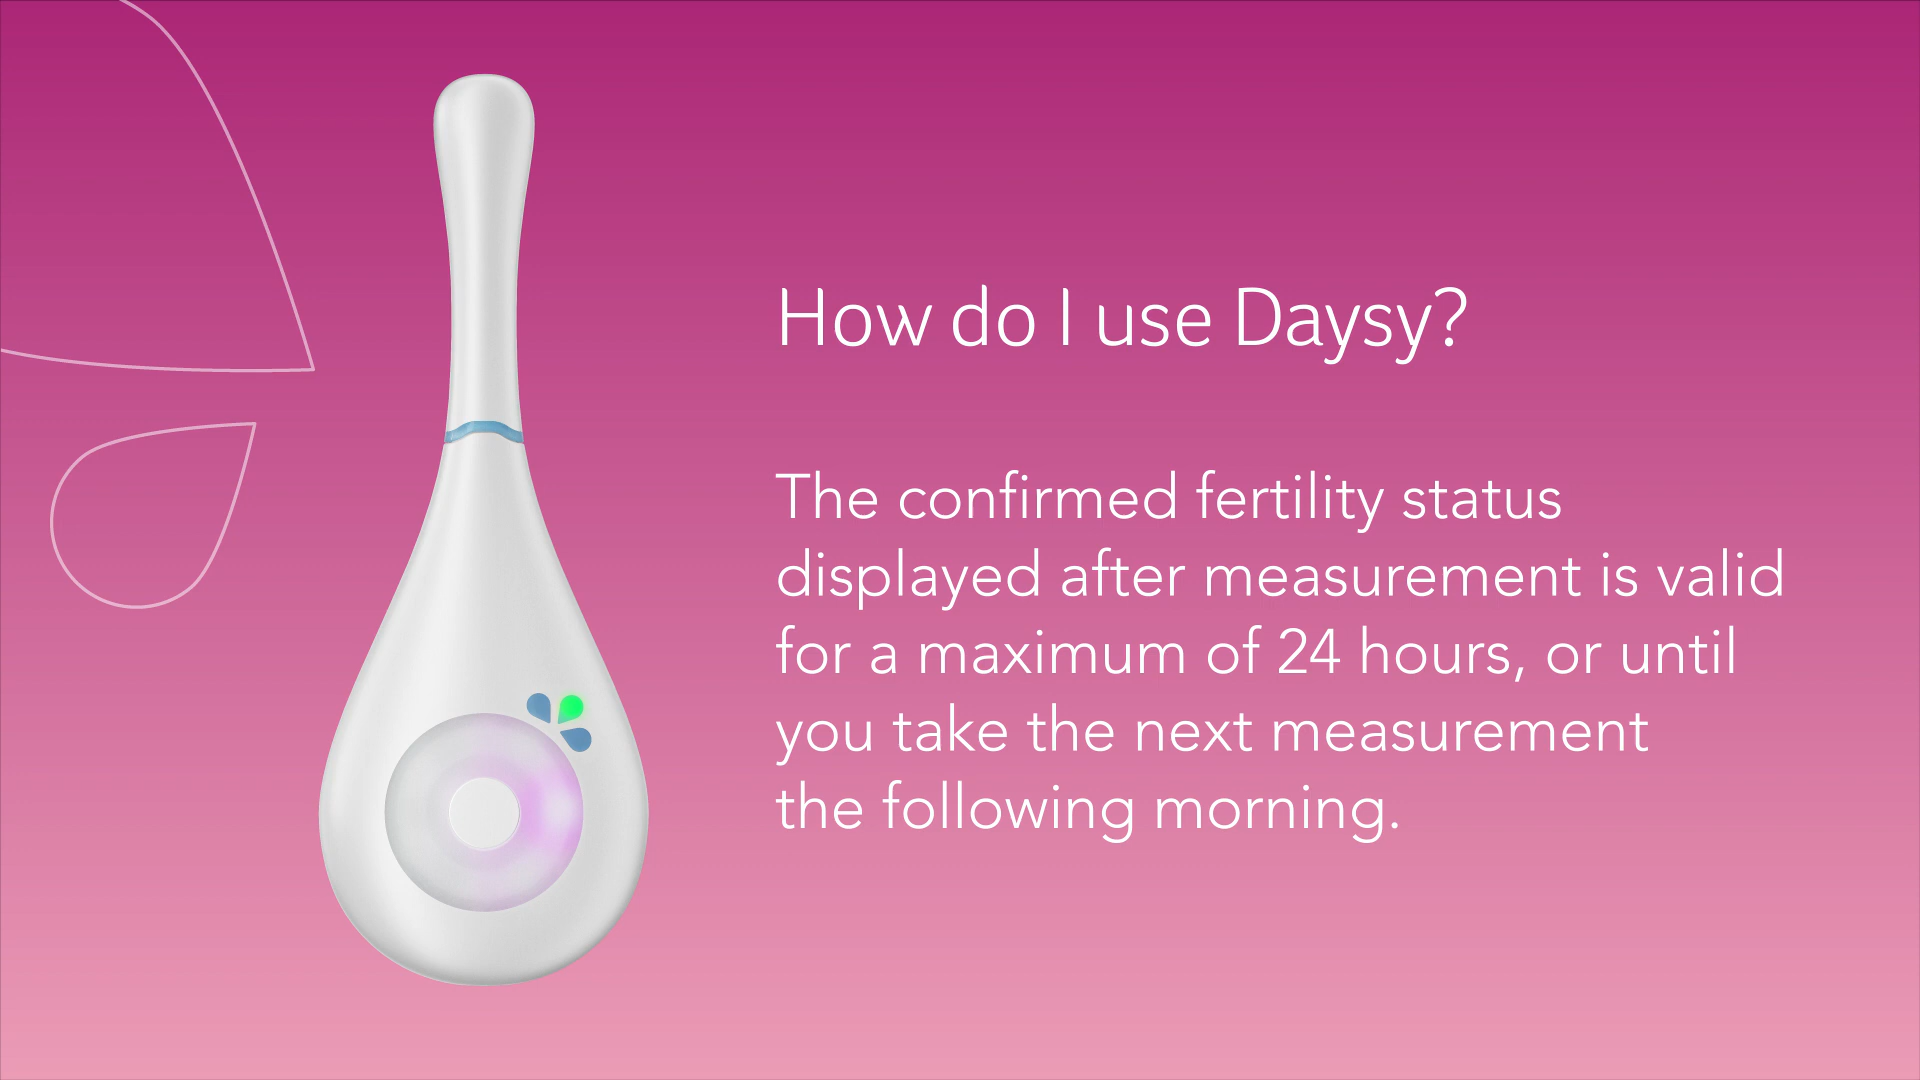 How do I use Daysy?
The confirmed fertility status
displayed after measurement is valid
for a maximum of 24 hours, or until
you take the next measurement
the following morning.